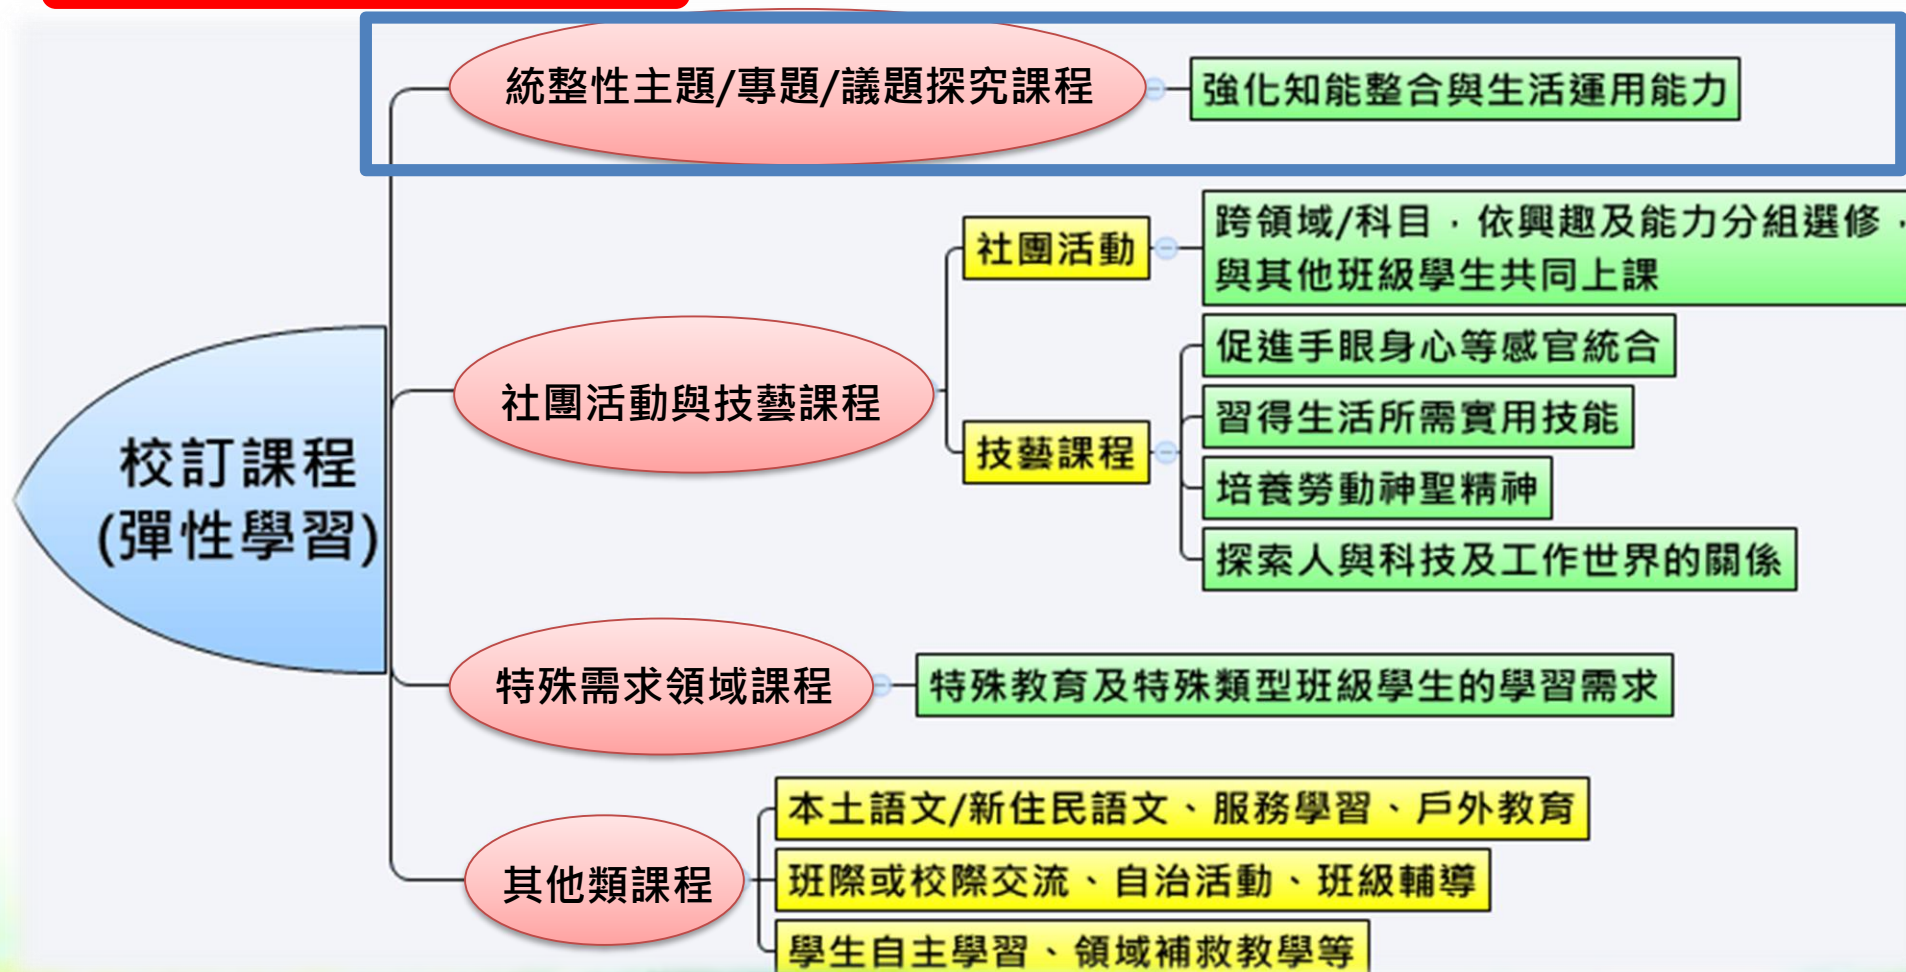 統整性主題/專題/議題探究課程
強化知能整合與生活運用能力
社團活動
跨領域/科目，依興趣及能力分組選修，
與其他班級學生共同上課
促進手眼身心等感官統合
社團活動與技藝課程
習得生活所需實用技能
技藝課程
校訂課程
(彈性學習)
培養勞動神聖精神
探索人與科技及工作世界的關係
特殊需求領域課程
特殊教育及特殊類型班級學生的學習需求
本土語文/新住民語文、服務學習、戶外教育
其他類課程
班際或校際交流、自治活動、班級輔導
學生自主學習、領域補救教學等